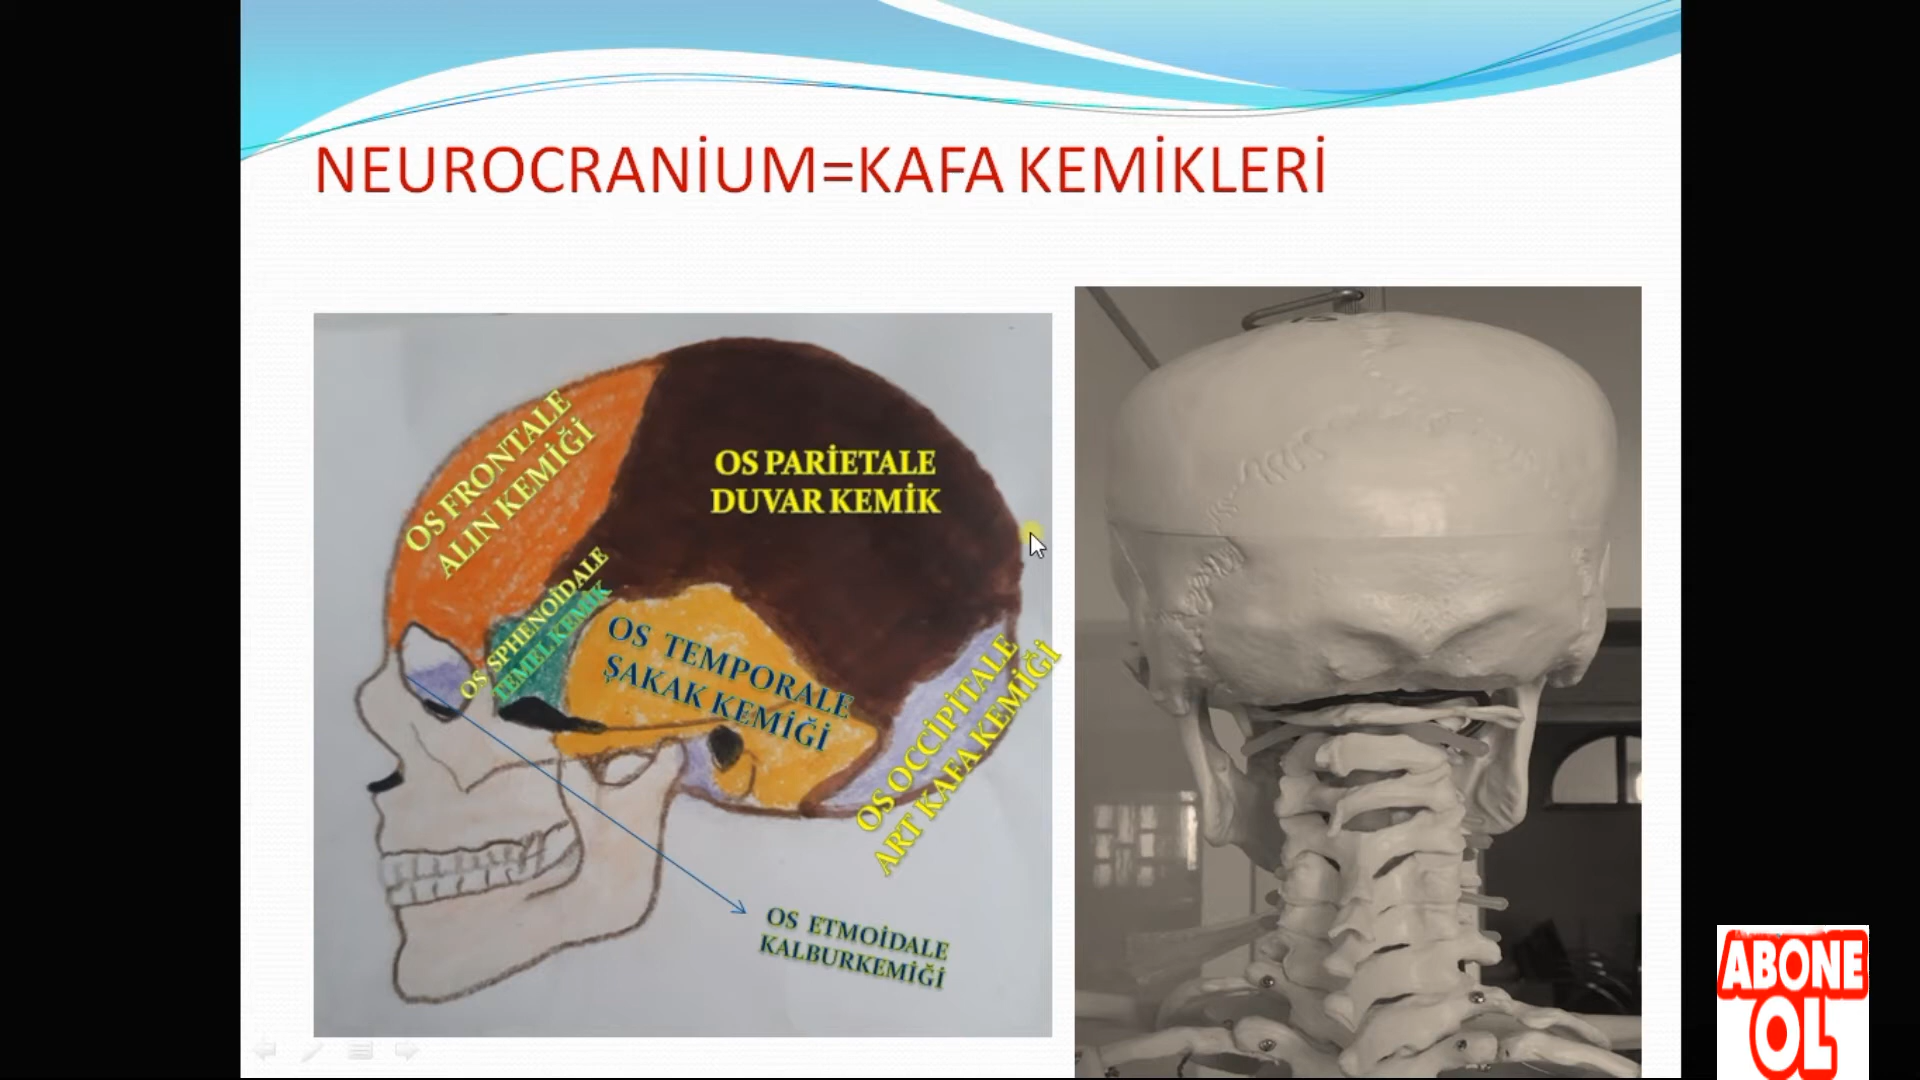 NEUROCRANİUM=KAFA KEMİKLERİ
OS FRONTALE
ALIN KEMİĞİ
OS PARİETALE
DUVAR KEMİK
OS SPHENOİDALE
TEMEL KEMİK
OS TEMPORALE
ŞAKAK KEMİĞİ
OS OCCİPİTALE
ART KAFA KEMİĞİ
OS ETMOİDALE
KALBURKEMİĞİ
ABONE
OL